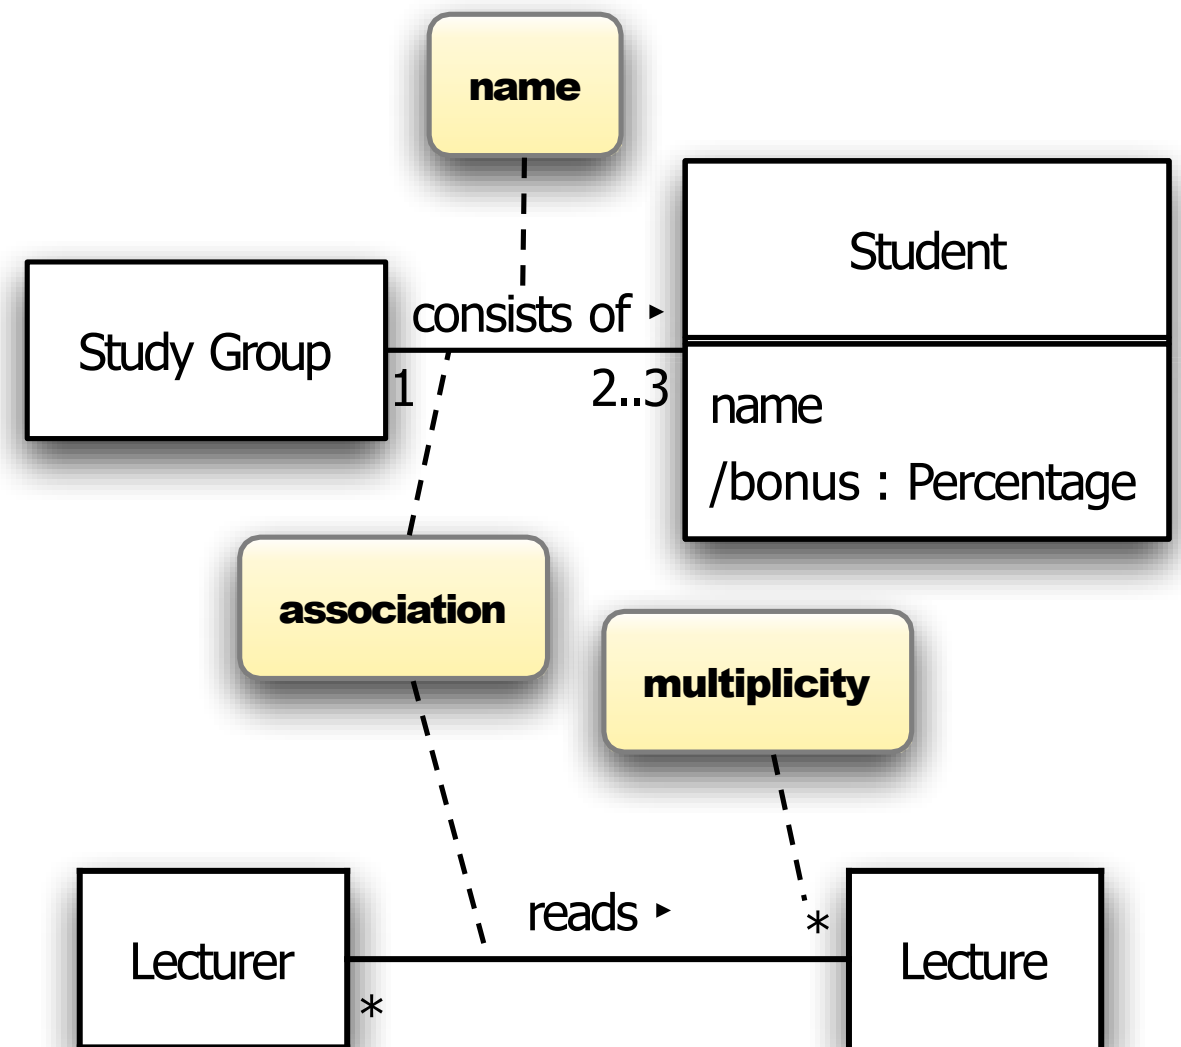 name
Student
consists of ▸
Study Group
1
2..3
name
/bonus : Percentage
association
multiplicity
reads ▸
*
Lecturer
Lecture
*